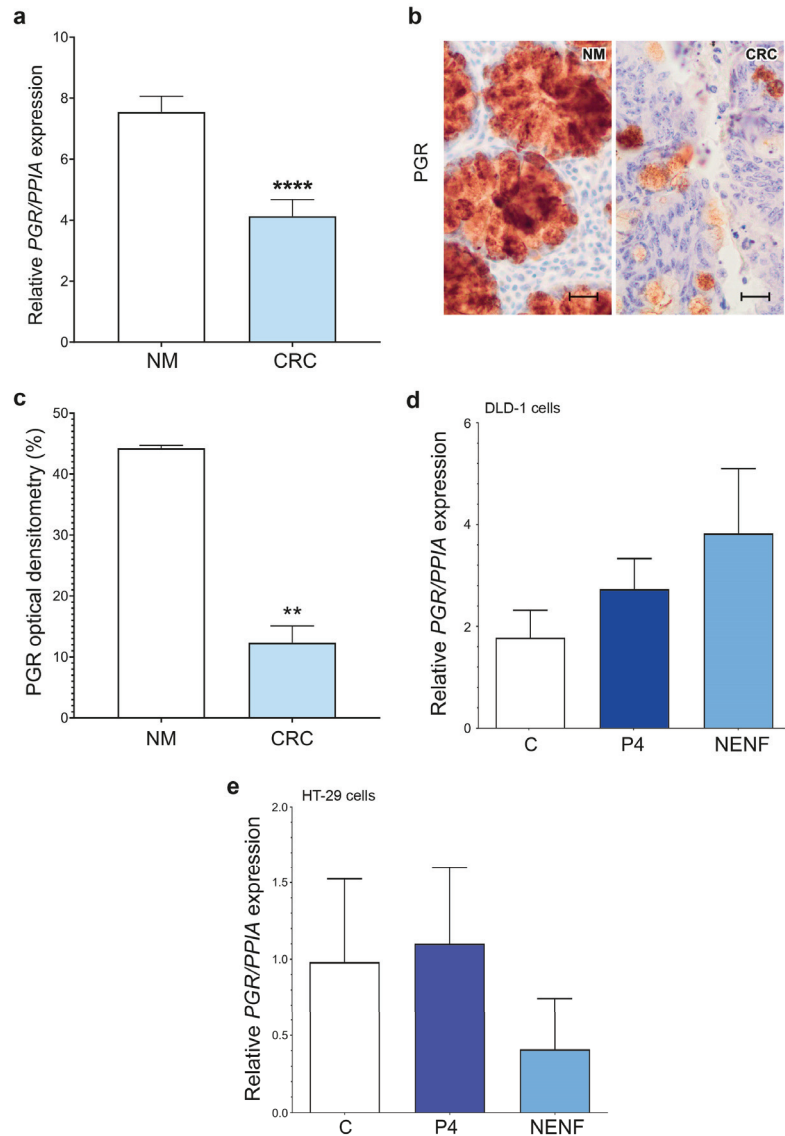 a
Relative PGR/PPIA expression
10
8
6
4
2
0
****
NM
CRC
b
PGR
NM
CRC
c
PGR optical densitometry (%)
50
40
30
20
10
0
**
NM
CRC
d
DLD-1 cells
Relative PGR/PPIA expression
6
4
2
0
C
P4
NENF
e
HT-29 cells
Relative PGR/PPIA expression
2.0
1.5
1.0
0.5
0.0
C
P4
NENF